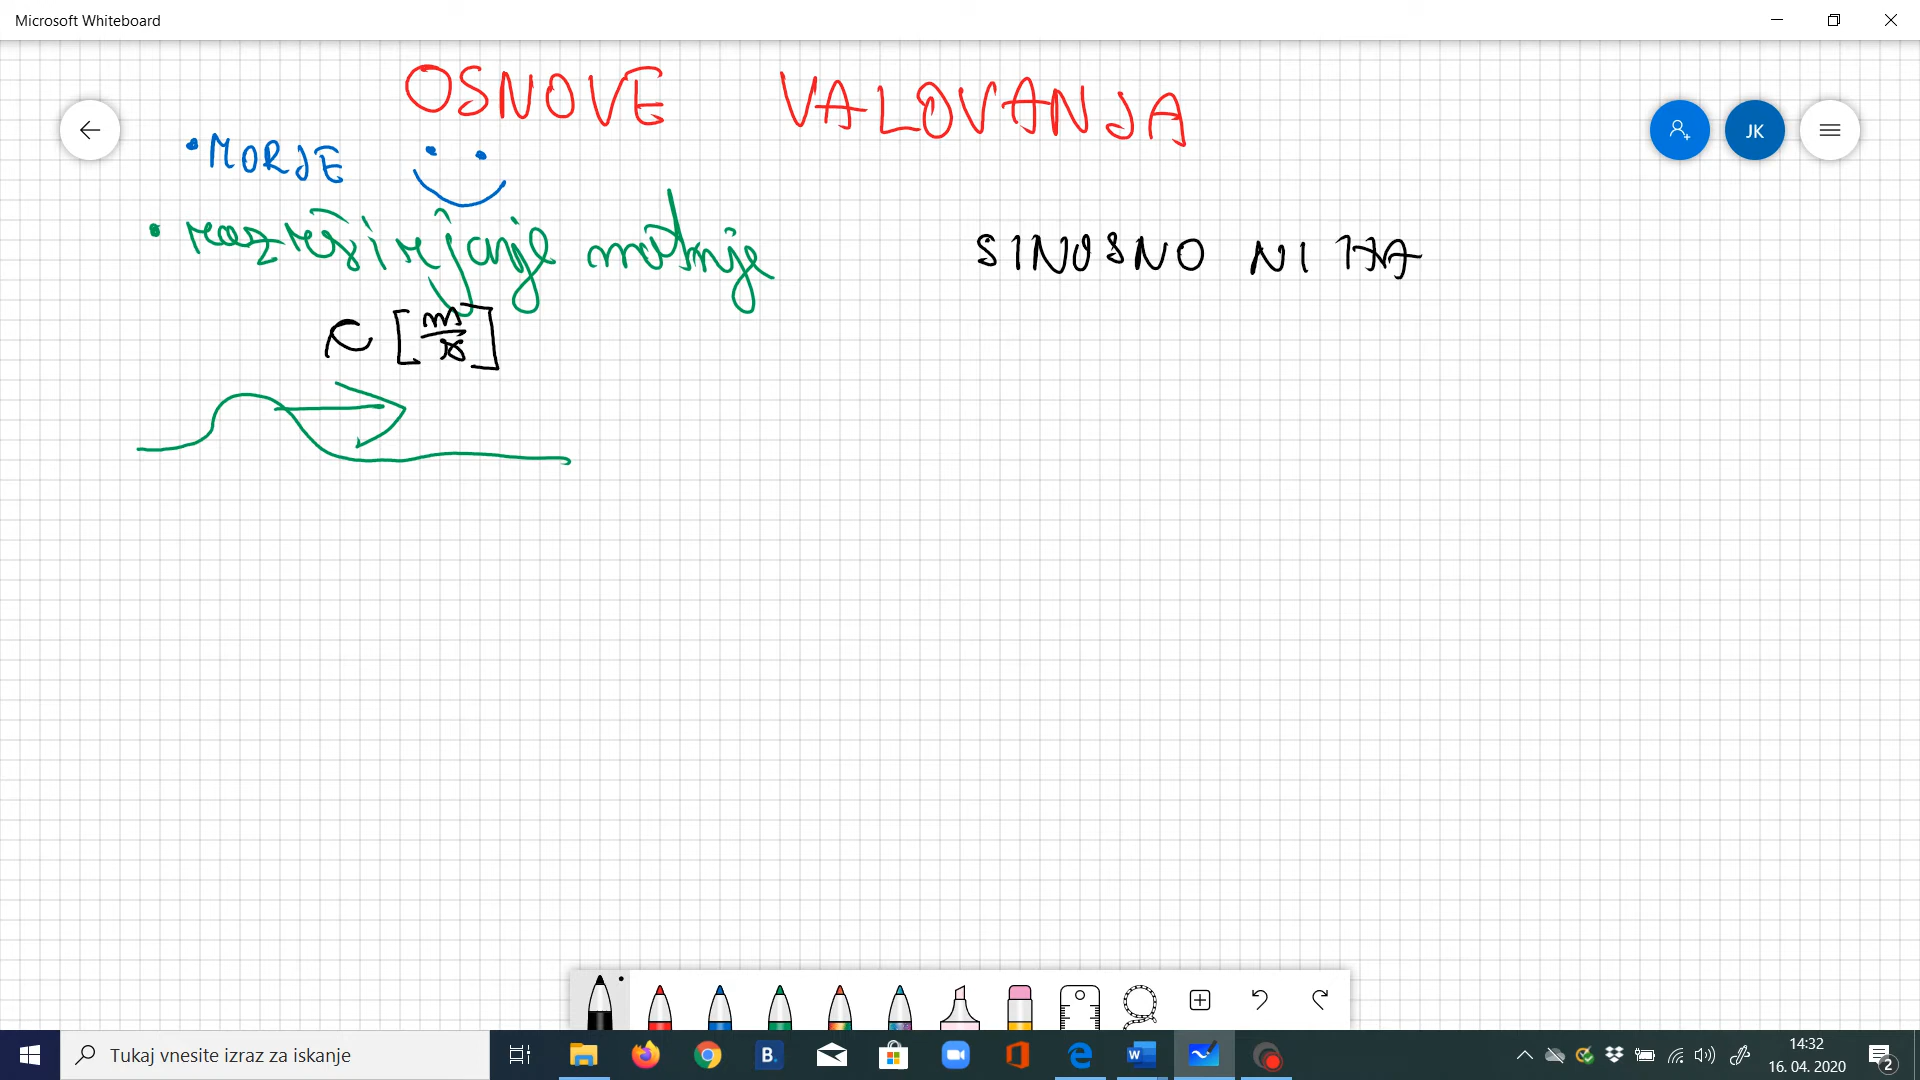 Microsoft Whiteboard
OSNOVE VALOVANJA
JK
• MORJE
• razširjanje motnje
SINUSNO NIHA
c [m/s]
Tukaj vnesite izraz za iskanje
B.
14:32
16. 04. 2020
2